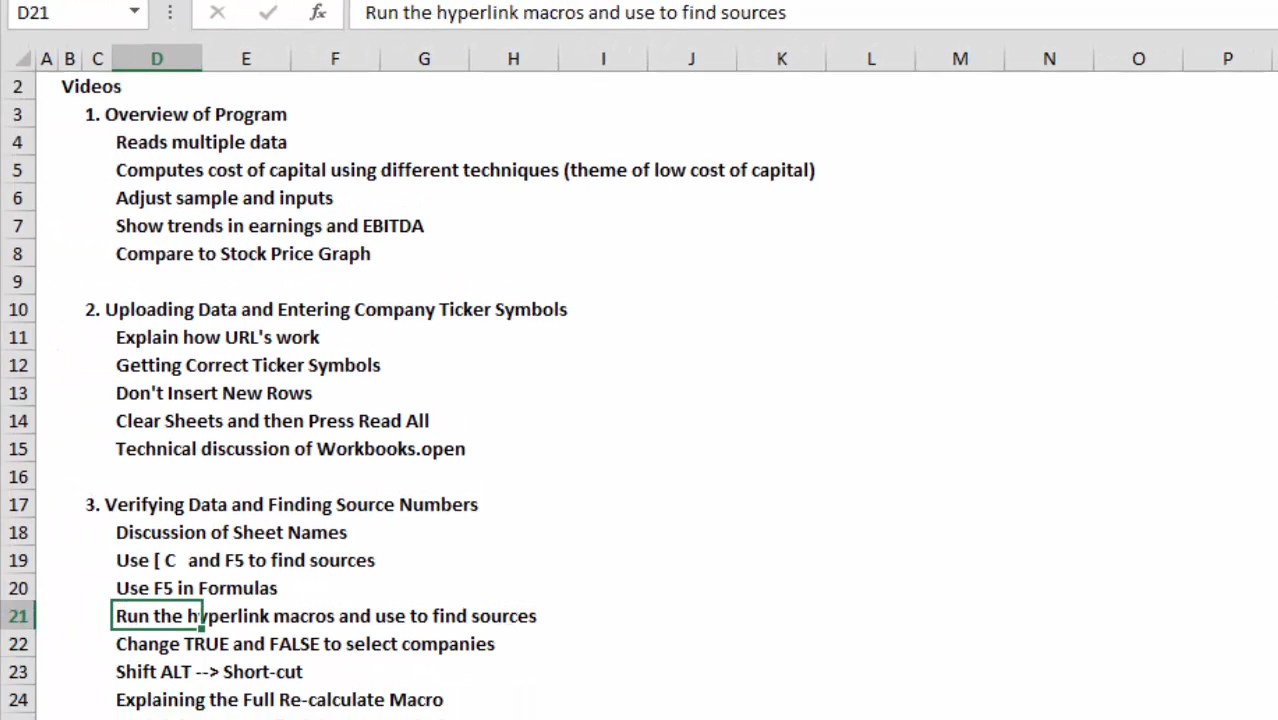 D21 fx Run the hyperlink macros and use to find sources
A B C D E F G H I J K L M N O P
2 Videos
3 1. Overview of Program
4 Reads multiple data
5 Computes cost of capital using different techniques (theme of low cost of capital)
6 Adjust sample and inputs
7 Show trends in earnings and EBITDA
8 Compare to Stock Price Graph
9
10 2. Uploading Data and Entering Company Ticker Symbols
11 Explain how URL's work
12 Getting Correct Ticker Symbols
13 Don't Insert New Rows
14 Clear Sheets and then Press Read All
15 Technical discussion of Workbooks.open
16
17 3. Verifying Data and Finding Source Numbers
18 Discussion of Sheet Names
19 Use [ C and F5 to find sources
20 Use F5 in Formulas
21 Run the hyperlink macros and use to find sources
22 Change TRUE and FALSE to select companies
23 Shift ALT --> Short-cut
24 Explaining the Full Re-calculate Macro